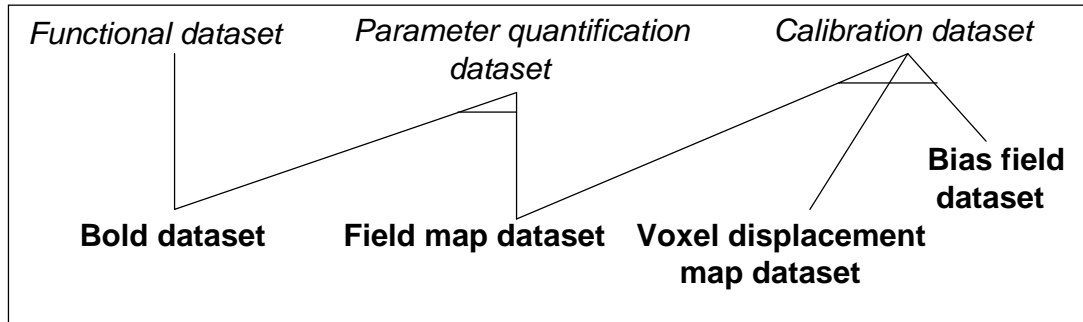 Functional dataset
Parameter quantification
dataset
Calibration dataset
Bold dataset
Field map dataset
Voxel displacement
map dataset
Bias field
dataset